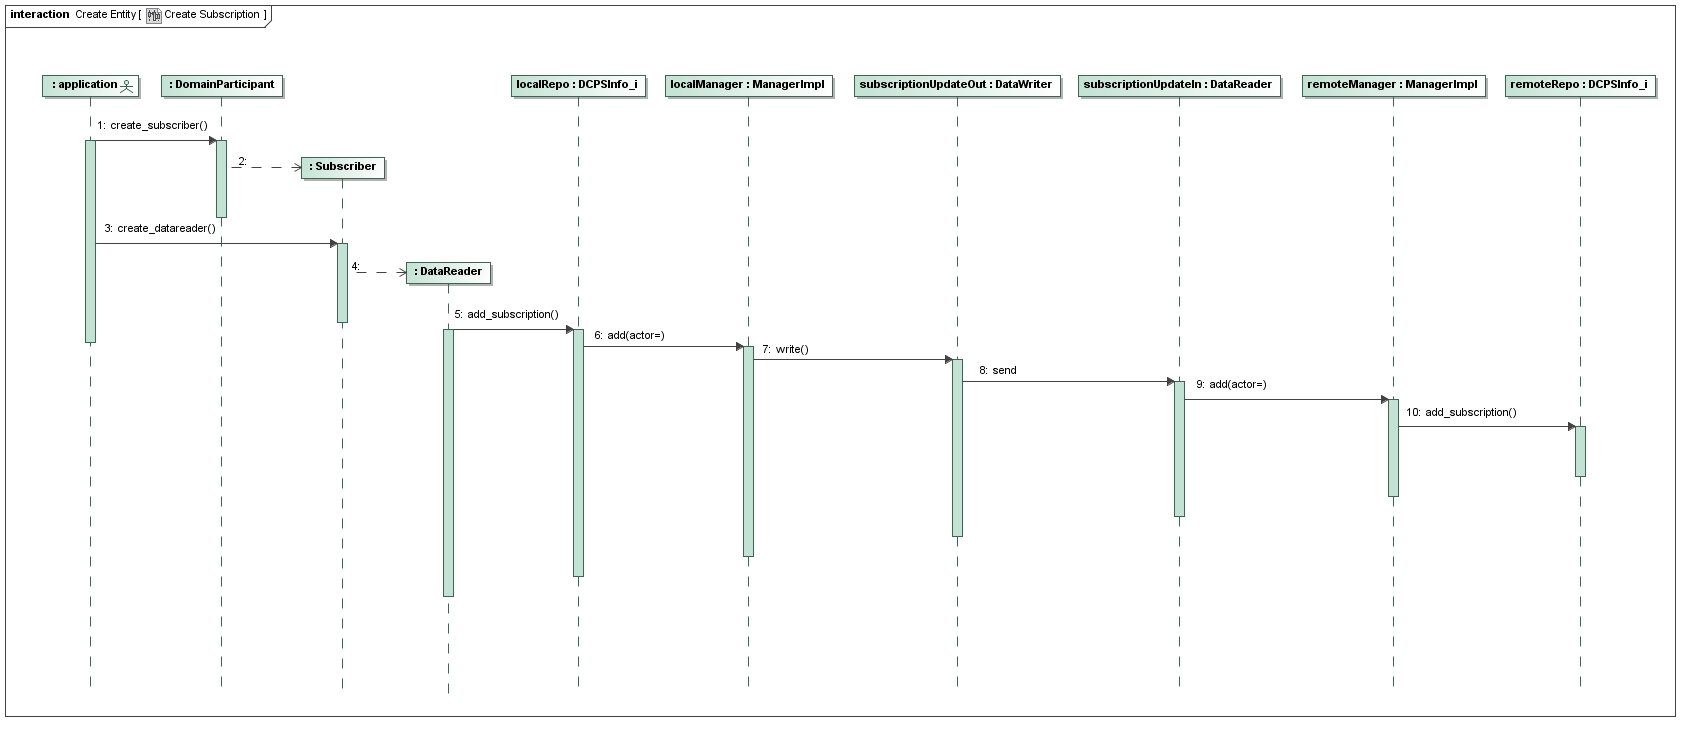 interaction Create Entity [ Create Subscription ]
: application
: DomainParticipant
localRepo : DCPSInfo_i
localManager : ManagerImpl
subscriptionUpdateOut : DataWriter
subscriptionUpdateIn : DataReader
remoteManager : ManagerImpl
remoteRepo : DCPSInfo_i
1: create_subscriber()
2:
: Subscriber
3: create_datareader()
4:
: DataReader
5: add_subscription()
6: add(actor=)
7: write()
8: send
9: add(actor=)
10: add_subscription()